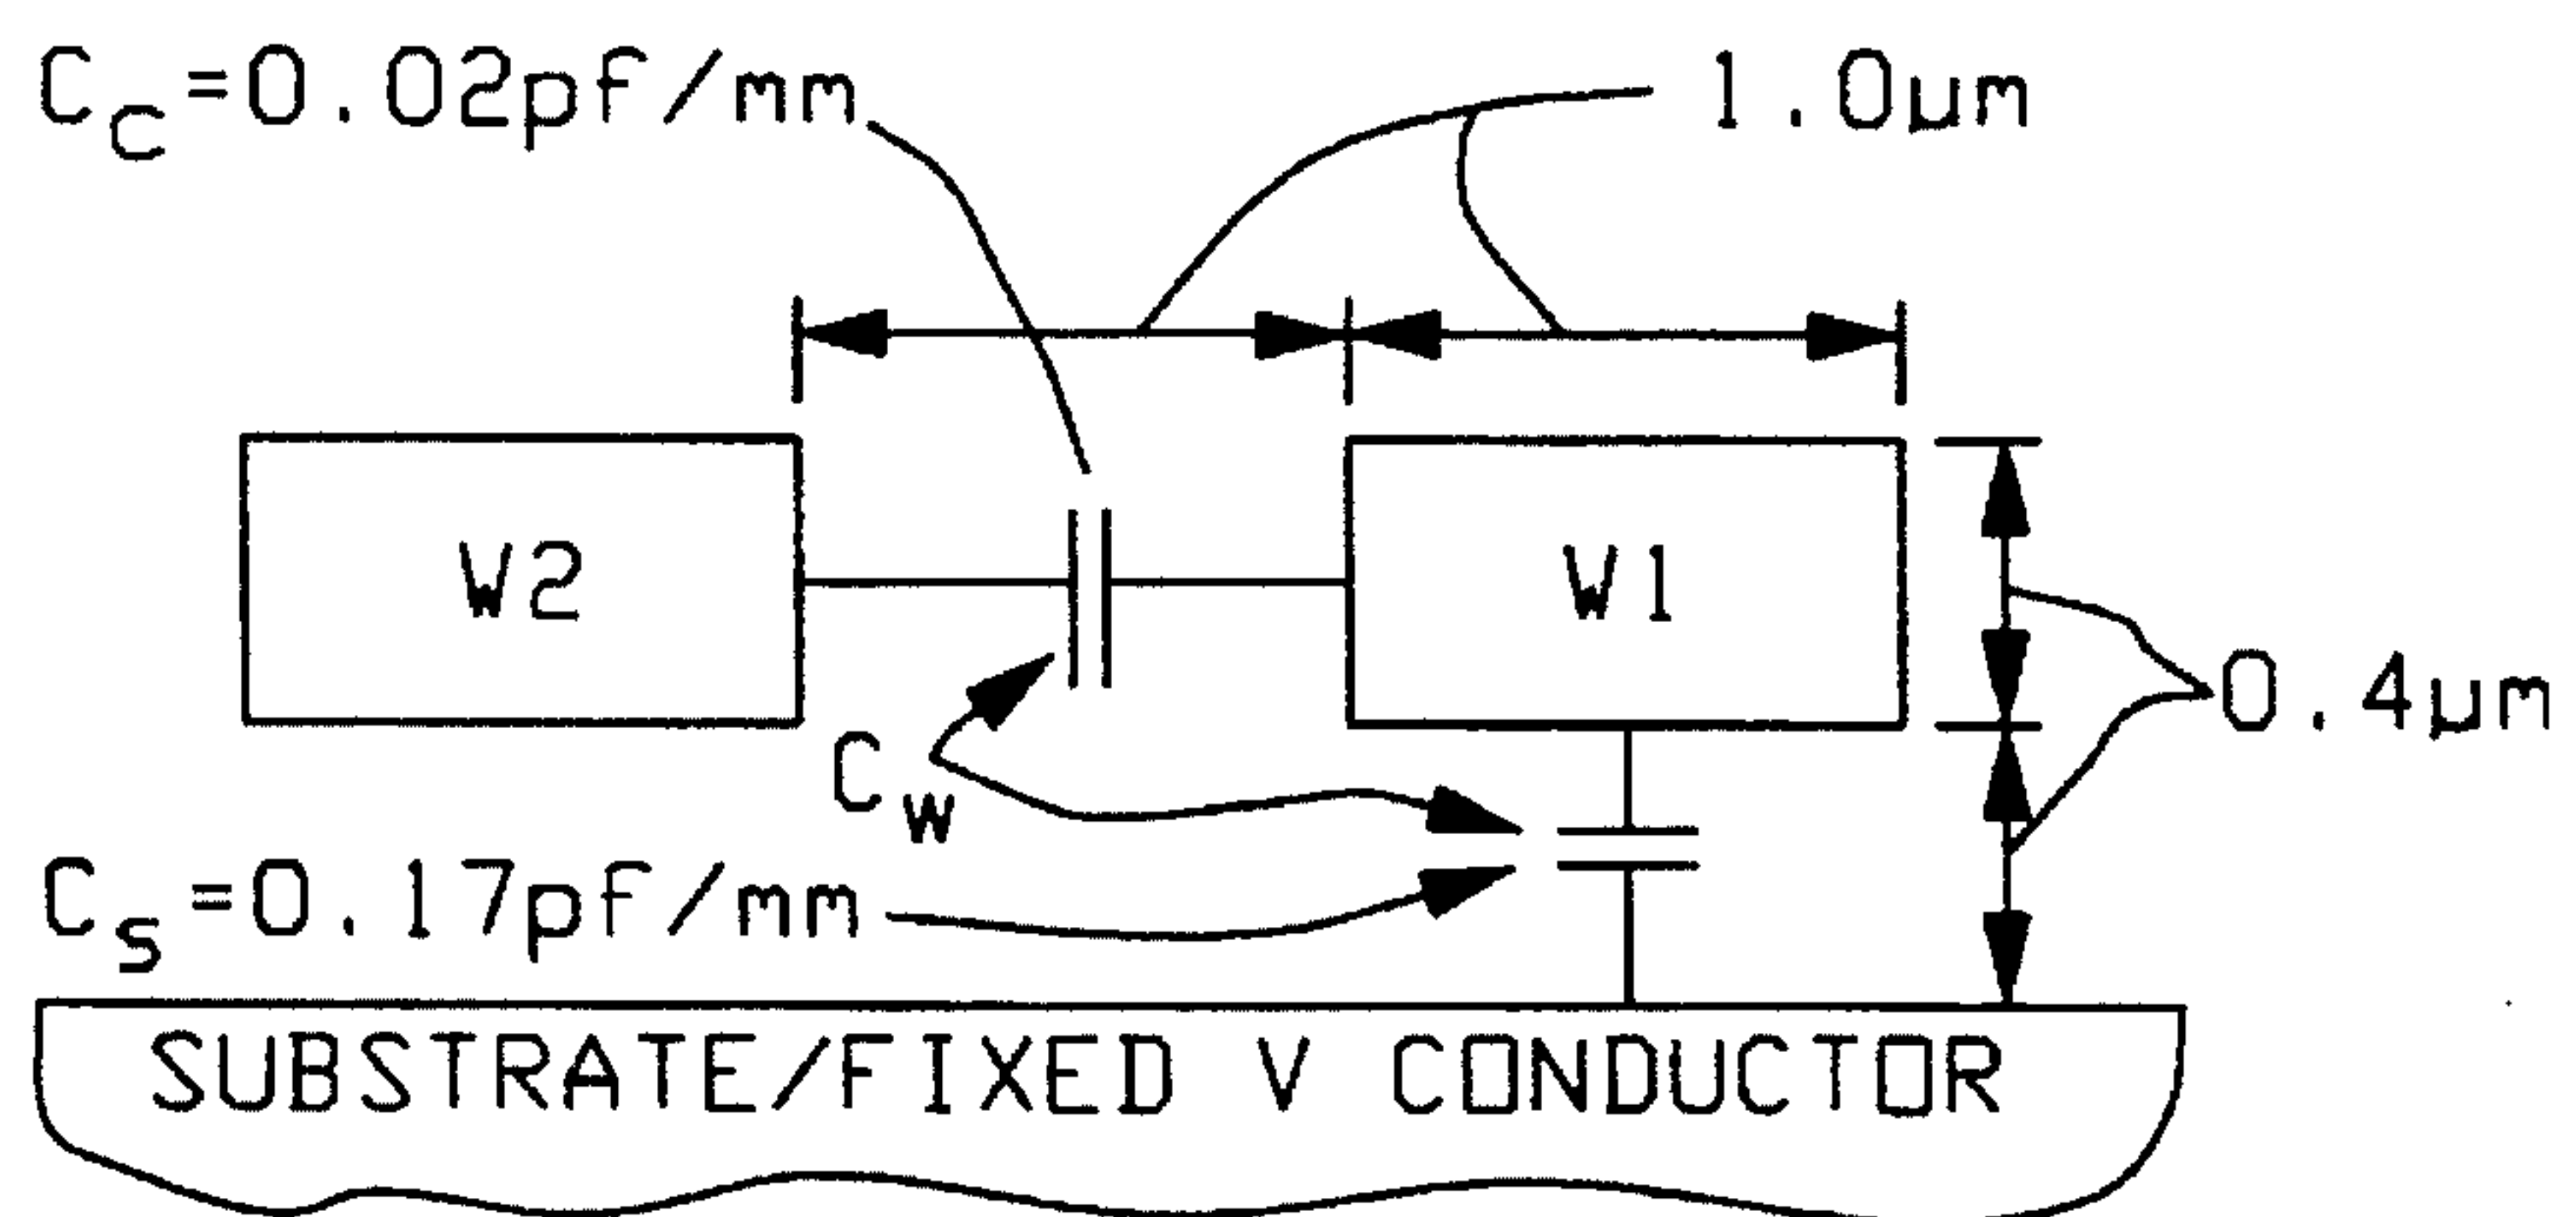 C_C=0.02pf/mm
1.0µm
W2
W1
0.4µm
C_W
C_S=0.17pf/mm
SUBSTRATE/FIXED V CONDUCTOR